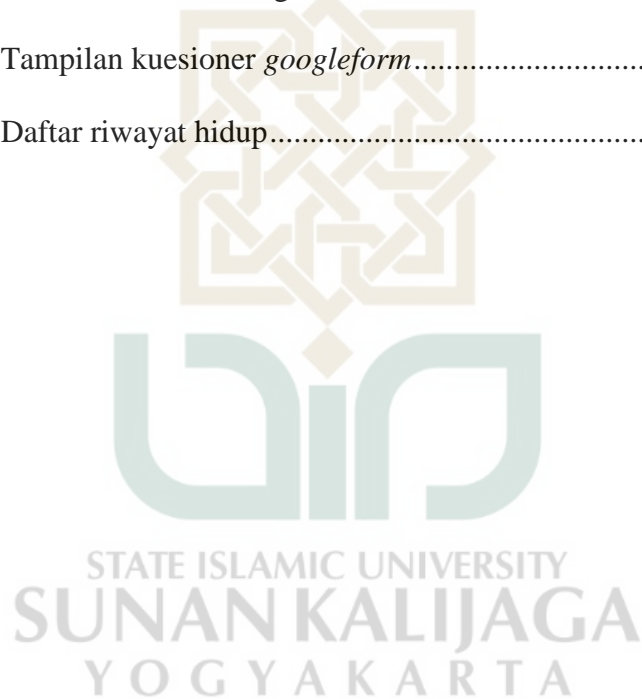 Tampilan kuesioner googleform..........................
Daftar riwayat hidup..........................................
STATE ISLAMIC UNIVERSITY
SUNAN KALIJAGA
YOGYAKARTA